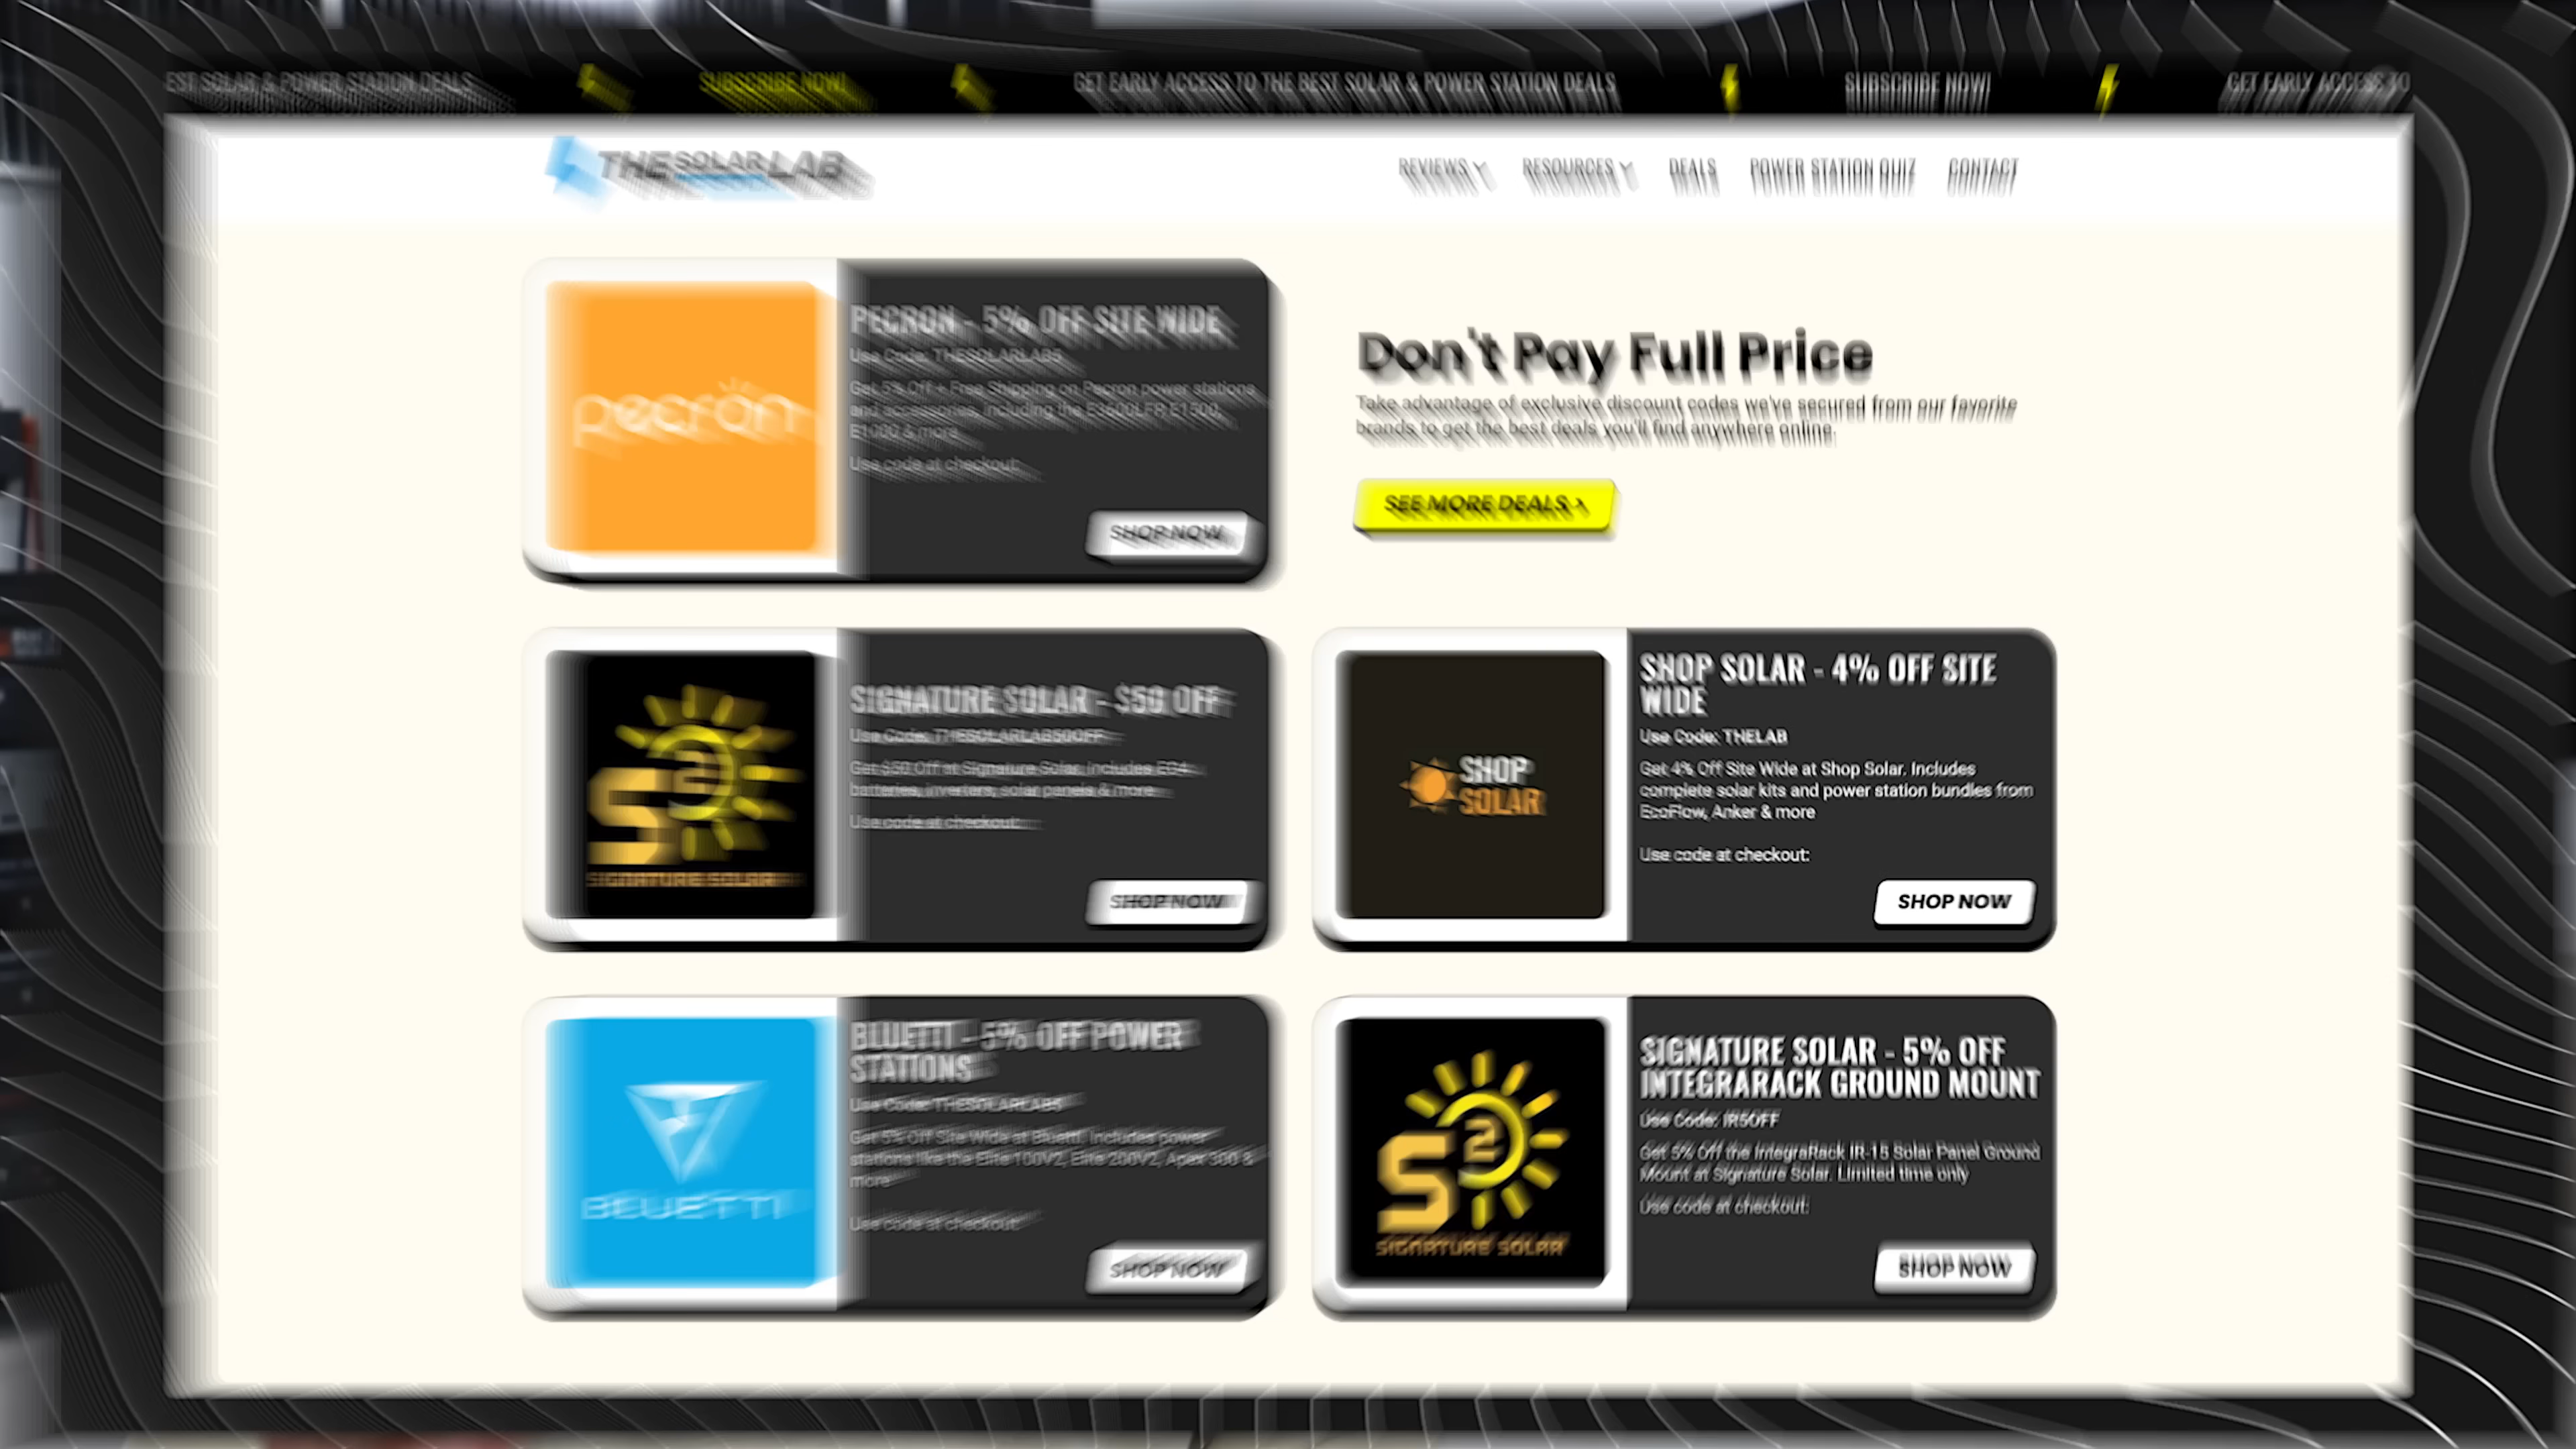 EST SOLAR & POWER STATION DEALS
SUBSCRIBE NOW!
GET EARLY ACCESS TO THE BEST SOLAR & POWER STATION DEALS
SUBSCRIBE NOW!
GET EARLY ACCESS TO
THE SOLAR LAB
REVIEWS
RESOURCES
DEALS
POWER STATION QUIZ
CONTACT
pecron
PECRON - 5% OFF SITE WIDE
Use Code: THESOLARLAB5
Get 5% Off + Free Shipping on Pecron power stations
and accessories, including the E3600LFP, E1500,
E1000 & more
Use code at checkout:
SHOP NOW
Don't Pay Full Price
Take advantage of exclusive discount codes we've secured from our favorite
brands to get the best deals you'll find anywhere online.
SEE MORE DEALS >
S2
SIGNATURE SOLAR
SIGNATURE SOLAR - $50 OFF
Use Code: THESOLARLAB50OFF
Get $50 Off at Signature Solar. Includes EG4
batteries, inverters, solar panels & more
Use code at checkout:
SHOP NOW
SHOP
SOLAR
SHOP SOLAR - 4% OFF SITE
WIDE
Use Code: THELAB
Get 4% Off Site Wide at Shop Solar. Includes
complete solar kits and power station bundles from
EcoFlow, Anker & more
Use code at checkout:
SHOP NOW
BLUETTI
BLUETTI - 5% OFF POWER
STATIONS
Use Code: THESOLARLAB5
Get 5% Off Site Wide at Bluetti. Includes power
stations like the Elite 100V2, Elite 200V2, Apex 300 &
more
Use code at checkout:
SHOP NOW
S2
SIGNATURE SOLAR
SIGNATURE SOLAR - 5% OFF
INTEGRARACK GROUND MOUNT
Use Code: IR5OFF
Get 5% Off the IntegraRack IR-15 Solar Panel Ground
Mount at Signature Solar. Limited time only
Use code at checkout:
SHOP NOW